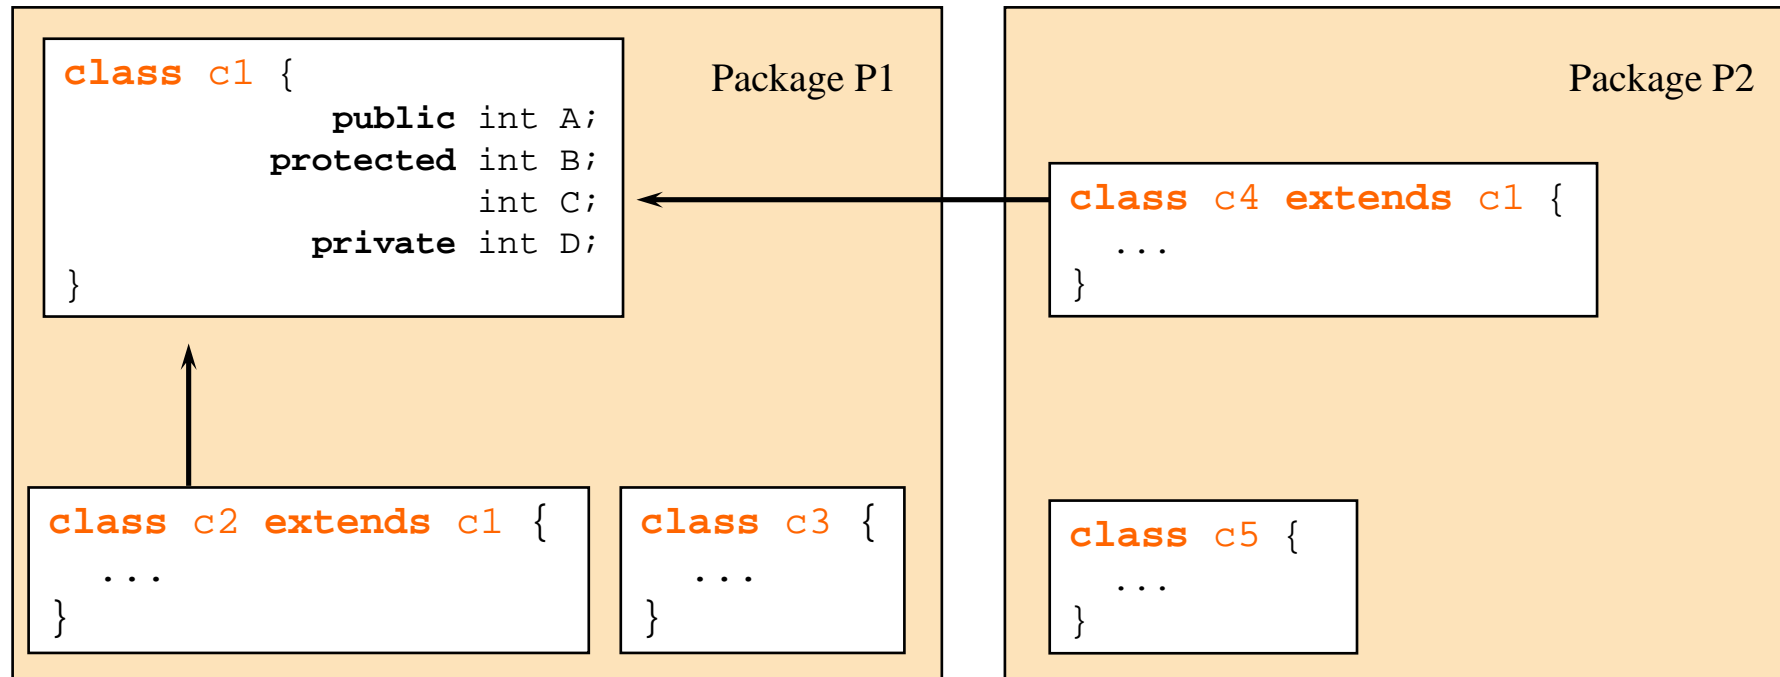 class c1 {
public int A;
protected int B;
int C;
private int D;
}
Package P1
class c2 extends c1 {
...
}
class c3 {
...
}
Package P2
class c4 extends c1 {
...
}
class c5 {
...
}